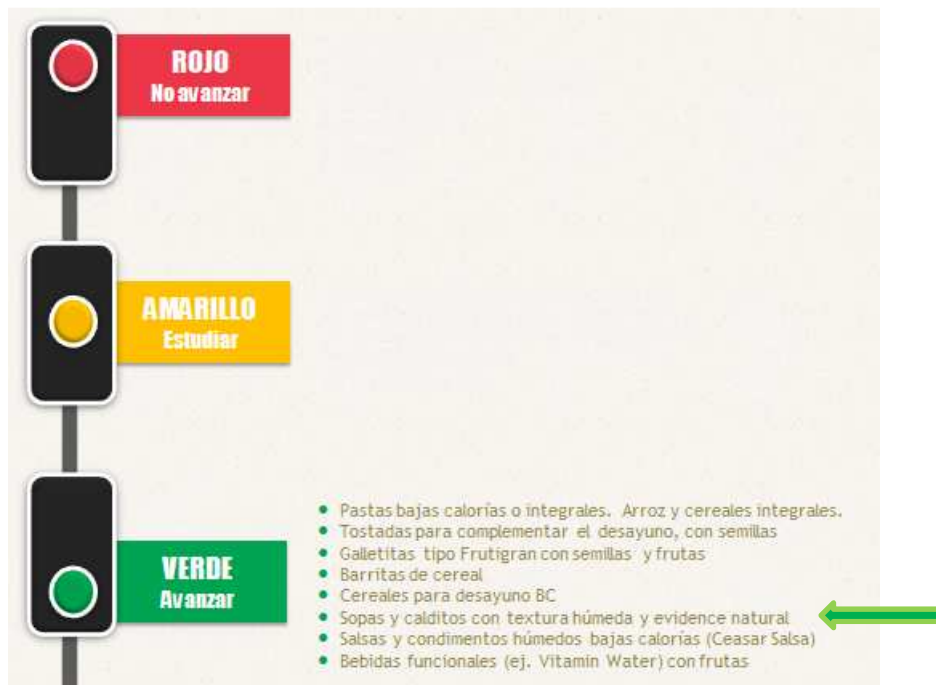 ROJO
No avanzar
AMARILLO
Estudiar
VERDE
Avanzar
• Pastas bajas calorías o integrales. Arroz y cereales integrales.
• Tostadas para complementar el desayuno, con semillas
• Galletitas tipo Frutigran con semillas y frutas
• Barritas de cereal
• Cereales para desayuno BC
• Sopas y calditos con textura húmeda y evidence natural
• Salsas y condimentos húmedos bajas calorías (Ceasar Salsa)
• Bebidas funcionales (ej. Vitamin Water) con frutas